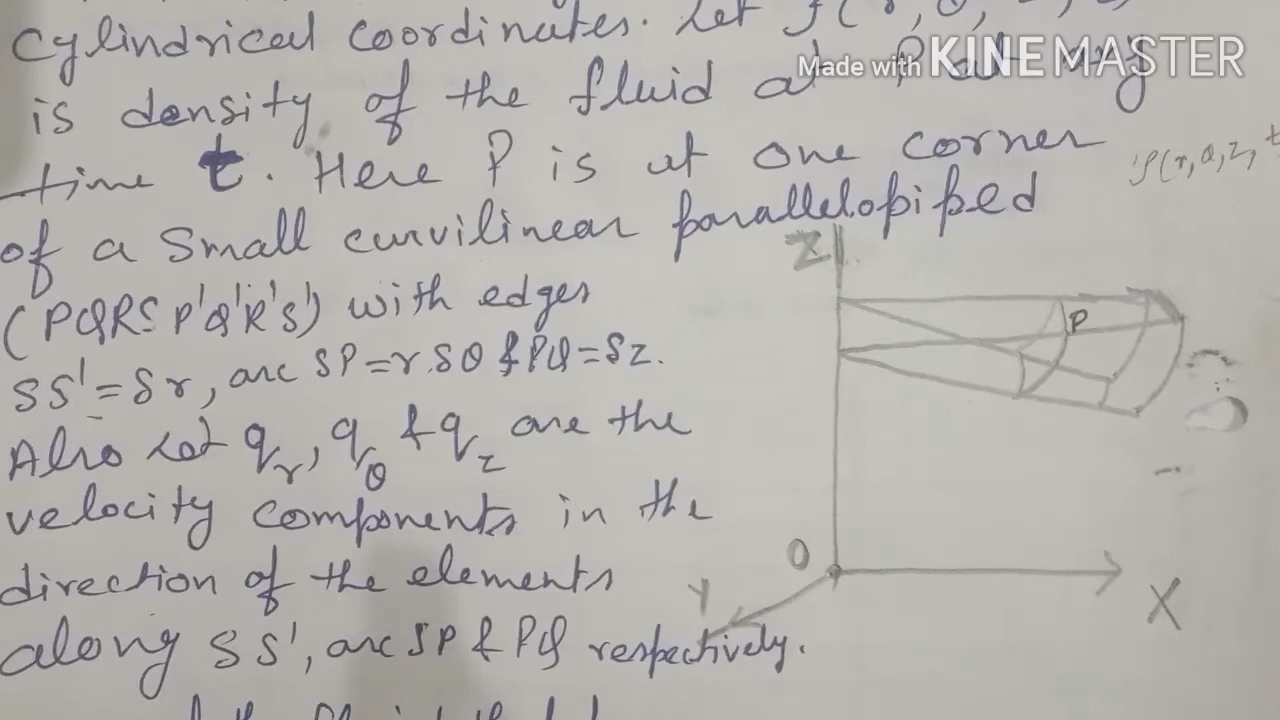 Cylindrical coordinates. Let f(r, θ, z, t)
is density of the fluid at P at any
time t. Here P is at one corner
of a small curvilinear parallelopiped
(PQRS P'Q'R'S') with edges
SS' = δr, arc SP = r δθ & PQ = δz.
Also let q_r, q_θ & q_z are the
velocity components in the
direction of the elements
along SS', arc SP & PQ respectively.
Made with KINEMASTER
ρ(r, θ, z, t
Z
P
O
Y
X